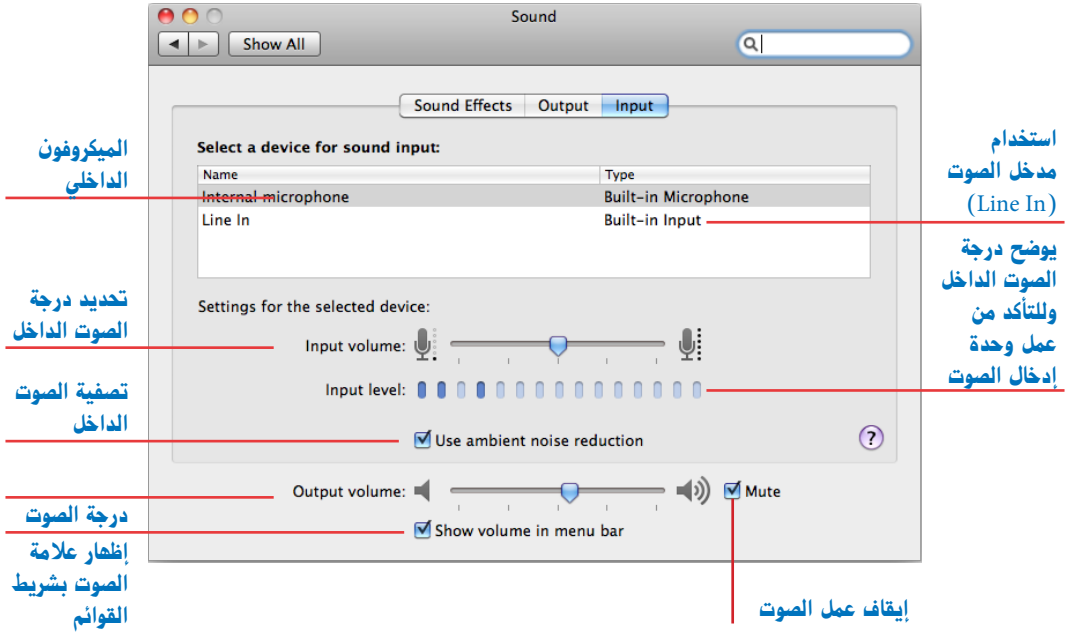 Sound
Show All
Sound Effects
Output
Input
Select a device for sound input:
Name
Type
Internal microphone
Built-in Microphone
Line In
Built-in Input
Settings for the selected device:
Input volume:
Input level:
Use ambient noise reduction
?
Output volume:
Mute
Show volume in menu bar
الميكروفون
الداخلي
تحديد درجة
الصوت الداخل
تصفية الصوت
الداخل
درجة الصوت
إظهار علامة
الصوت بشريط
القوائم
استخدام
مدخل الصوت
(Line In)
يوضح درجة
الصوت الداخل
وللتأكد من
عمل وحدة
إدخال الصوت
إيقاف عمل الصوت